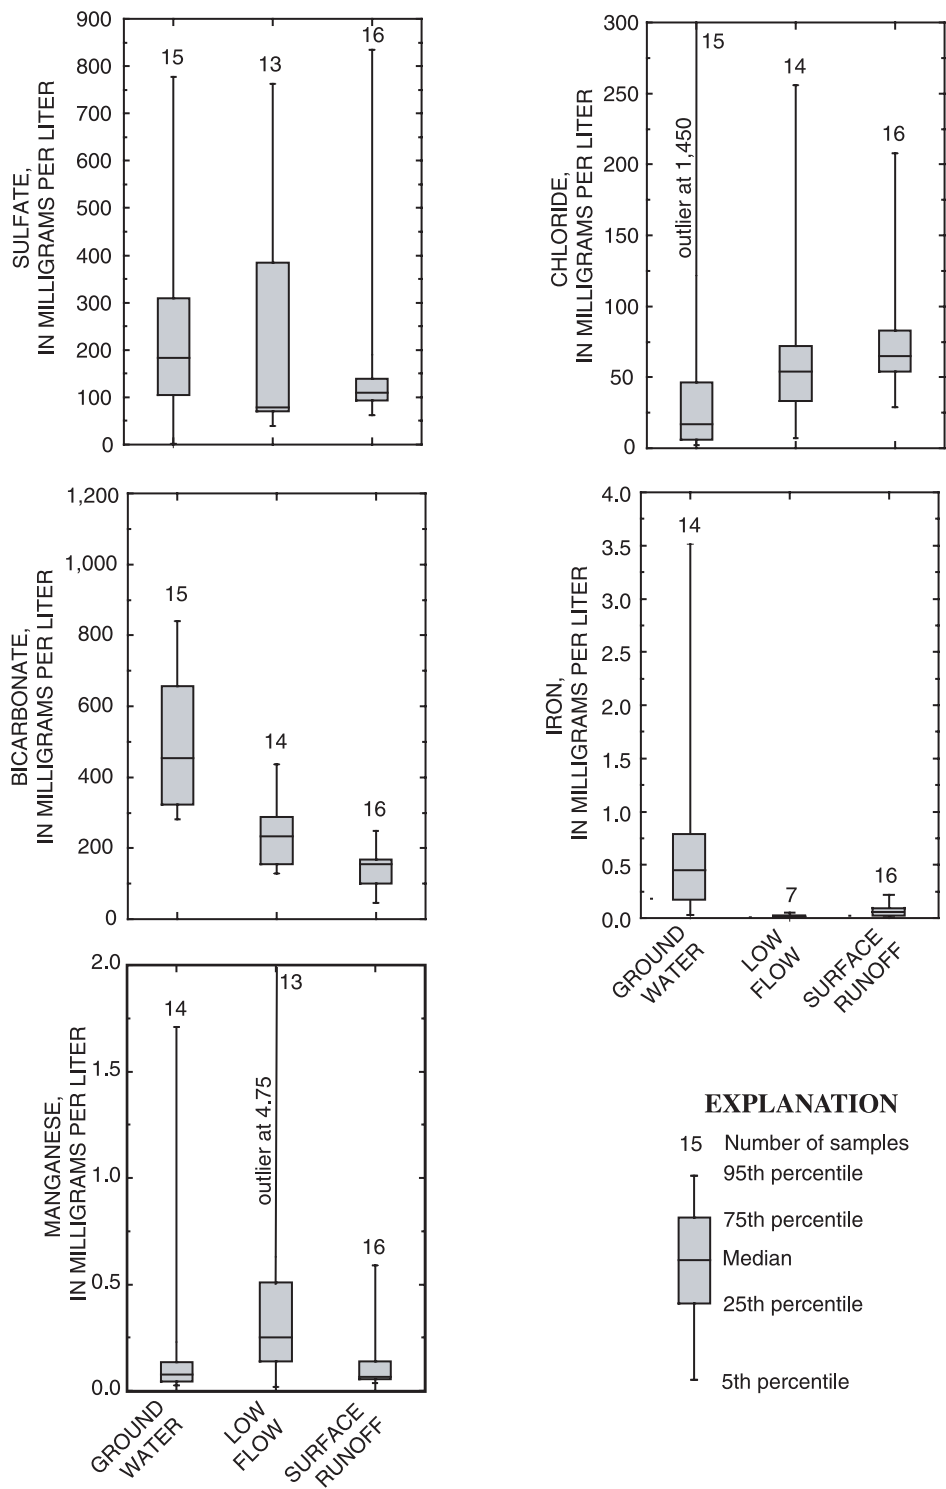 SULFATE,
IN MILLIGRAMS PER LITER
900
800
700
600
500
400
300
200
100
0
15
13
16
CHLORIDE,
IN MILLIGRAMS PER LITER
300
250
200
150
100
50
0
15
14
16
outlier at 1,450
BICARBONATE,
IN MILLIGRAMS PER LITER
1,200
1,000
800
600
400
200
0
15
14
16
IRON,
IN MILLIGRAMS PER LITER
4.0
3.5
3.0
2.5
2.0
1.5
1.0
0.5
0.0
14
7
16
GROUND
WATER
LOW
FLOW
SURFACE
RUNOFF
MANGANESE,
IN MILLIGRAMS PER LITER
2.0
1.5
1.0
0.5
0.0
14
13
16
outlier at 4.75
GROUND
WATER
LOW
FLOW
SURFACE
RUNOFF
EXPLANATION
15 Number of samples
95th percentile
75th percentile
Median
25th percentile
5th percentile